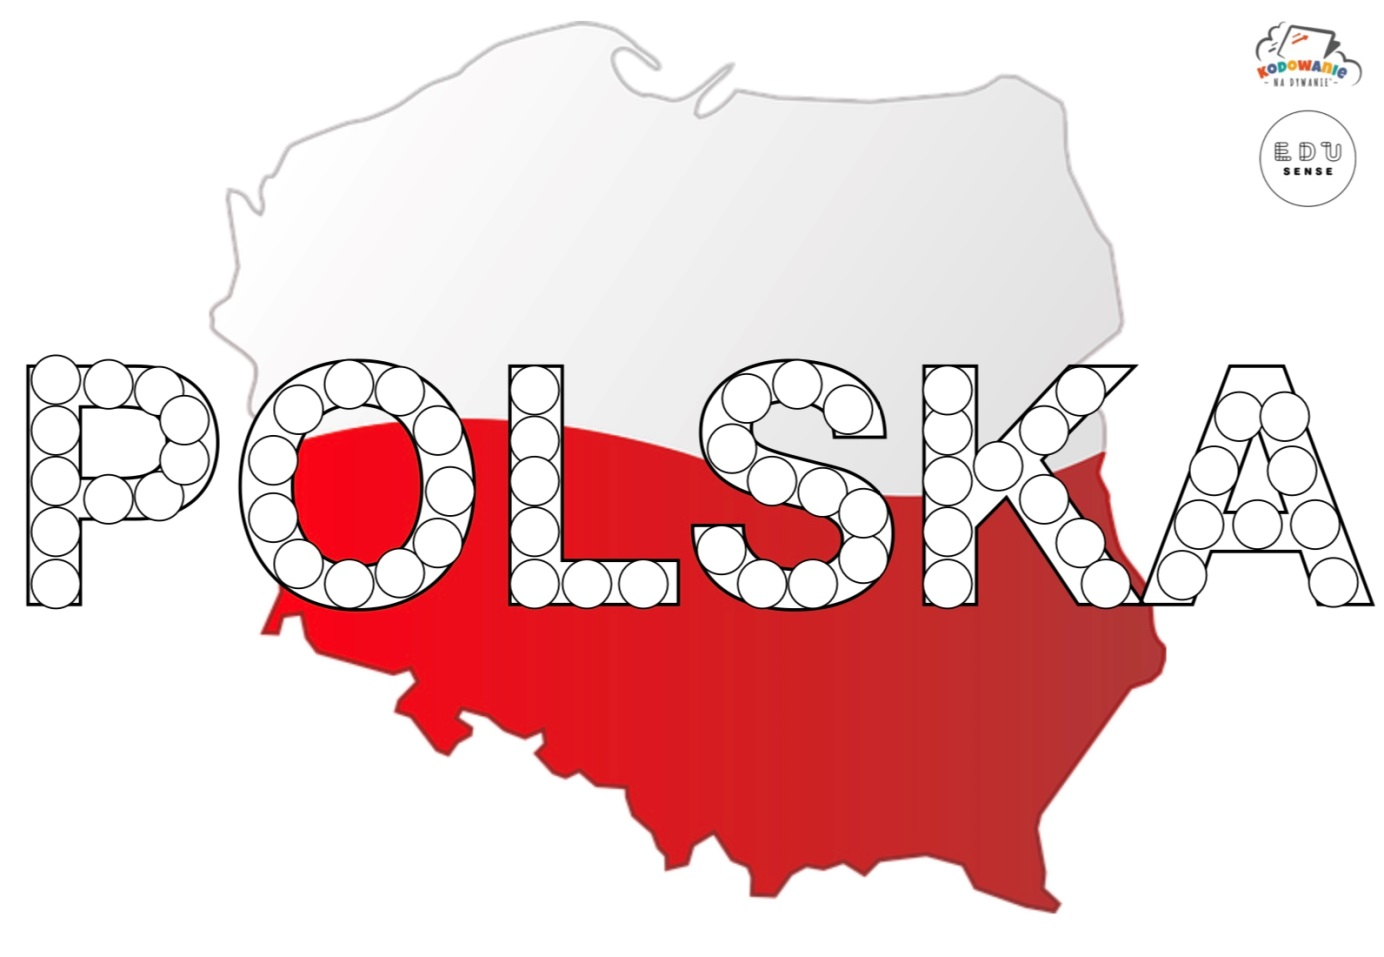 KODOWANIE
- NA DYWANIE -
EDU
SENSE
POLSKA